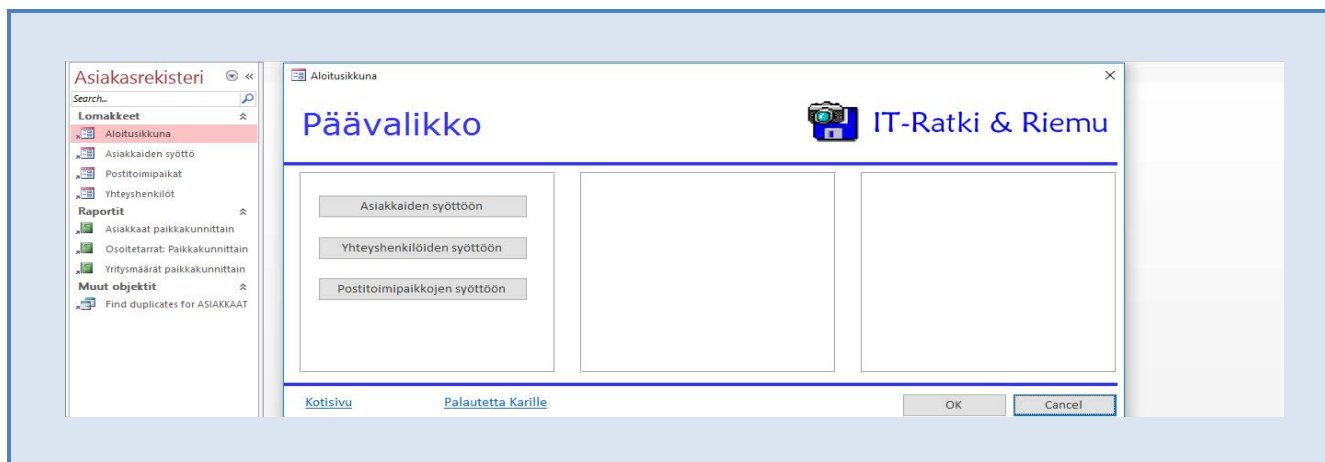 Asiakasrekisteri
Search...
Lomakkeet
Aloitusikkuna
Asiakkaiden syöttö
Postitoimipaikat
Yhteyshenkilöt
Raportit
Asiakkaat paikkakunnittain
Osoitetarrat: Paikkakunnittain
Yritysmäärät paikkakunnittain
Muut objektit
Find duplicates for ASIAKKAAT
Aloitusikkuna
Päävalikko
IT-Ratki & Riemu
Asiakkaiden syöttöön
Yhteyshenkilöiden syöttöön
Postitoimipaikkojen syöttöön
Kotisivu Palautetta Karille
OK Cancel